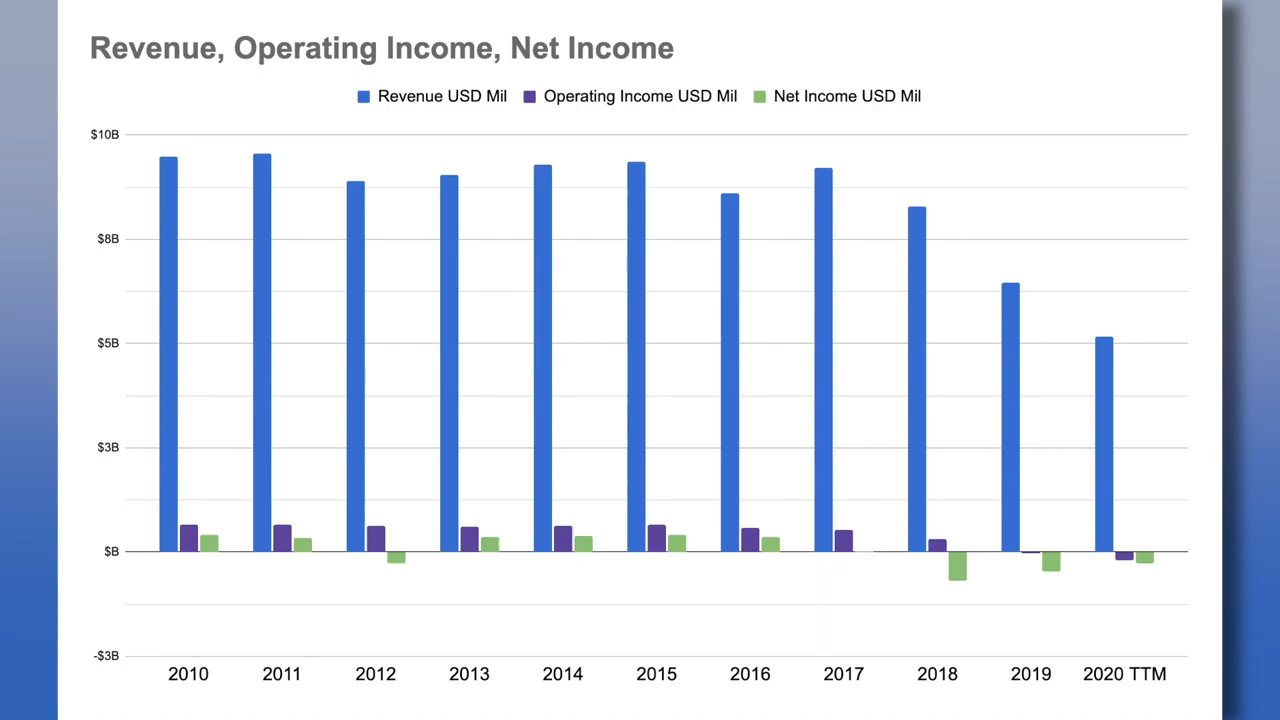 Revenue, Operating Income, Net Income
Revenue USD Mil Operating Income USD Mil Net Income USD Mil
$10B
$8B
$5B
$3B
$B
-$3B
2010 2011 2012 2013 2014 2015 2016 2017 2018 2019 2020 TTM